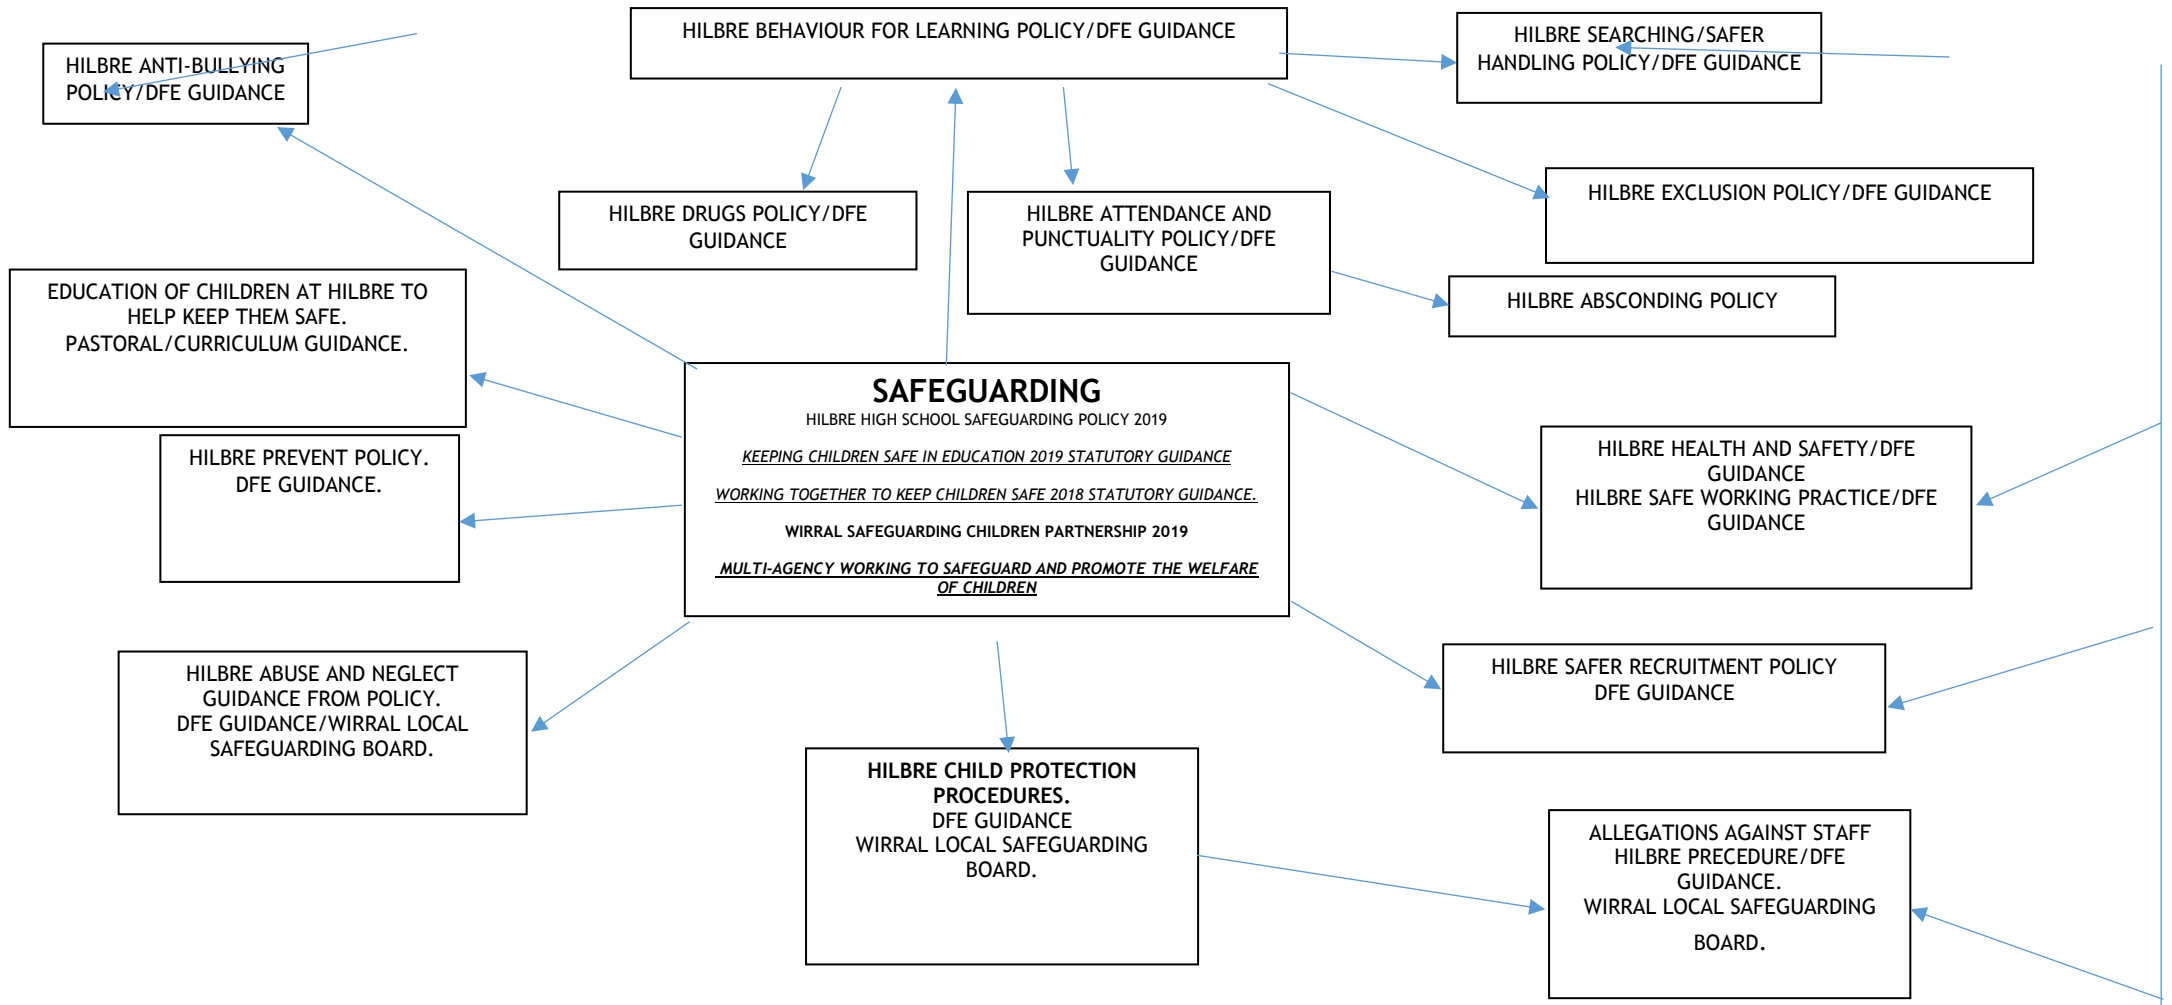 HILBRE BEHAVIOUR FOR LEARNING POLICY/DFE GUIDANCE
HILBRE SEARCHING/SAFER
HANDLING POLICY/DFE GUIDANCE
HILBRE ANTI-BULLYING
POLICY/DFE GUIDANCE
HILBRE EXCLUSION POLICY/DFE GUIDANCE
HILBRE DRUGS POLICY/DFE
GUIDANCE
HILBRE ATTENDANCE AND
PUNCTUALITY POLICY/DFE
GUIDANCE
HILBRE ABSCONDING POLICY
EDUCATION OF CHILDREN AT HILBRE TO
HELP KEEP THEM SAFE.
PASTORAL/CURRICULUM GUIDANCE.
SAFEGUARDING
HILBRE HIGH SCHOOL SAFEGUARDING POLICY 2019
KEEPING CHILDREN SAFE IN EDUCATION 2019 STATUTORY GUIDANCE
WORKING TOGETHER TO KEEP CHILDREN SAFE 2018 STATUTORY GUIDANCE.
WIRRAL SAFEGUARDING CHILDREN PARTNERSHIP 2019
MULTI-AGENCY WORKING TO SAFEGUARD AND PROMOTE THE WELFARE
OF CHILDREN
HILBRE PREVENT POLICY.
DFE GUIDANCE.
HILBRE HEALTH AND SAFETY/DFE
GUIDANCE
HILBRE SAFE WORKING PRACTICE/DFE
GUIDANCE
HILBRE ABUSE AND NEGLECT
GUIDANCE FROM POLICY.
DFE GUIDANCE/WIRRAL LOCAL
SAFEGUARDING BOARD.
HILBRE SAFER RECRUITMENT POLICY
DFE GUIDANCE
HILBRE CHILD PROTECTION
PROCEDURES.
DFE GUIDANCE
WIRRAL LOCAL SAFEGUARDING
BOARD.
ALLEGATIONS AGAINST STAFF
HILBRE PRECEDURE/DFE
GUIDANCE.
WIRRAL LOCAL SAFEGUARDING
BOARD.